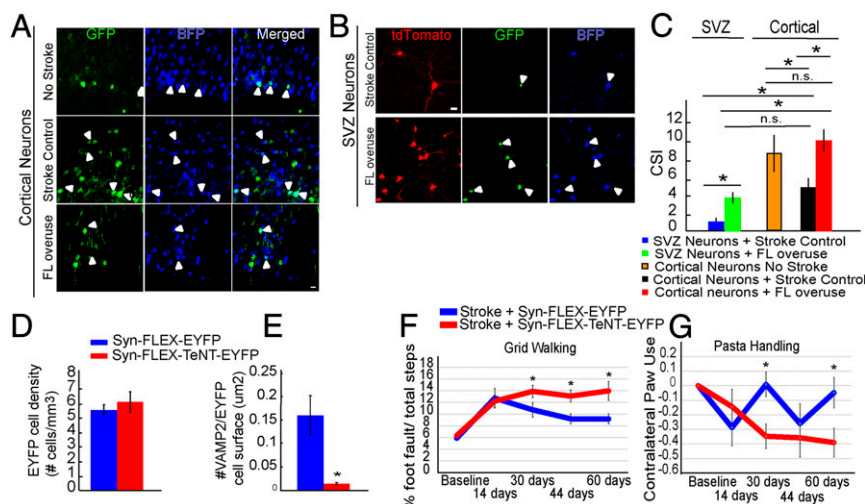 A
GFP
BFP
Merged
Cortical Neurons
No Stroke
Stroke Control
FL overuse
B
tdTomato
GFP
BFP
SVZ Neurons
Stroke Control
FL overuse
C
SVZ
Cortical
*
*
n.s.
*
*
n.s.
*
CSI
12
10
8
6
4
2
0
SVZ Neurons + Stroke Control
SVZ Neurons + FL overuse
Cortical Neurons No Stroke
Cortical Neurons + Stroke Control
Cortical neurons + FL overuse
D
Syn-FLEX-EYFP
Syn-FLEX-TeNT-EYFP
EYFP cell density
(# cells/mm3)
8
7
6
5
4
3
2
1
0
E
#VAMP2/EYFP
cell surface (um2)
0.25
0.2
0.15
0.1
0.05
0
*
F
Stroke + Syn-FLEX-EYFP
Stroke + Syn-FLEX-TeNT-EYFP
Grid Walking
% foot fault/ total steps
18
16
14
12
10
8
6
4
2
0
* * *
Baseline 30 days 60 days
14 days 44 days
G
Pasta Handling
Contralateral Paw Use
0.1
0
-0.1
-0.2
-0.3
-0.4
-0.5
-0.6
* *
Baseline 30 days 60 days
14 days 44 days